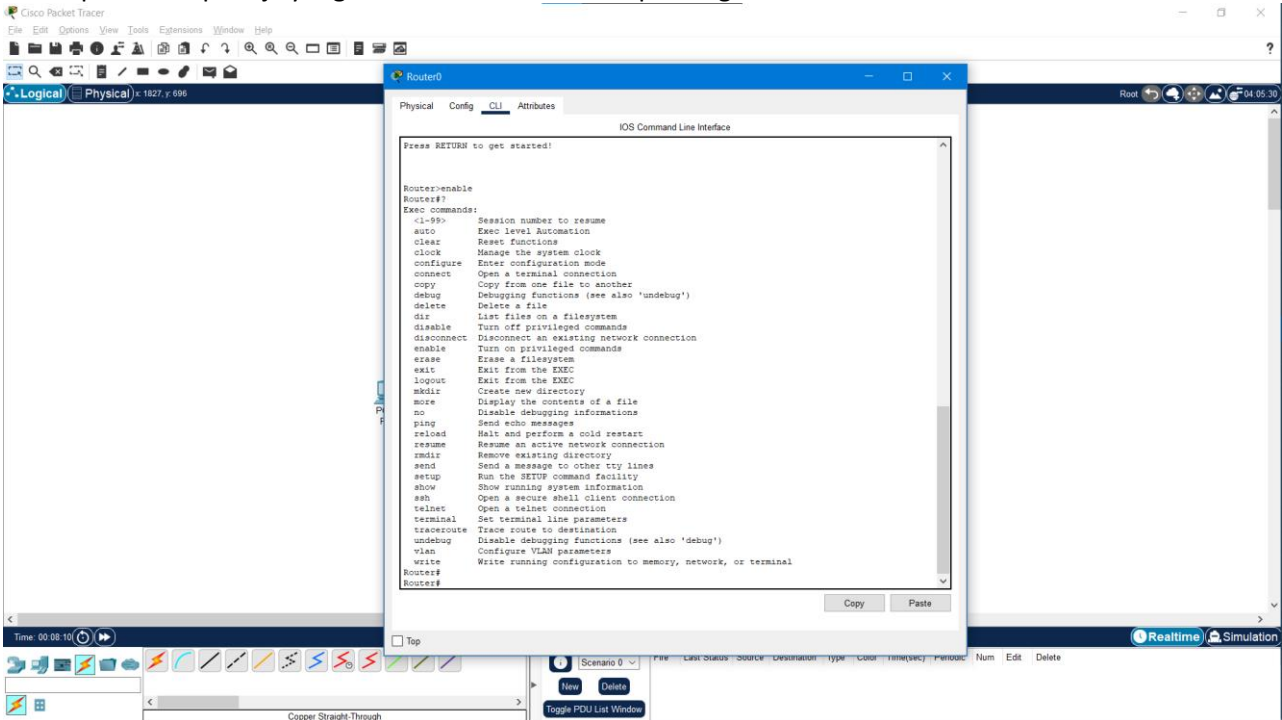 Cisco Packet Tracer
File Edit Options View Tools Extensions Window Help
?
Logical Physical x: 1827, y: 696
Root 04:05:30
Router0
Physical Config CLI Attributes
IOS Command Line Interface
Press RETURN to get started!
Router>enable
Router#?
Exec commands:
<1-99> Session number to resume
auto Exec level Automation
clear Reset functions
clock Manage the system clock
configure Enter configuration mode
connect Open a terminal connection
copy Copy from one file to another
debug Debugging functions (see also 'undebug')
delete Delete a file
dir List files on a filesystem
disable Turn off privileged commands
disconnect Disconnect an existing network connection
enable Turn on privileged commands
erase Erase a filesystem
exit Exit from the EXEC
logout Exit from the EXEC
mkdir Create new directory
more Display the contents of a file
no Disable debugging informations
ping Send echo messages
reload Halt and perform a cold restart
resume Resume an active network connection
rmdir Remove existing directory
send Send a message to other tty lines
setup Run the SETUP command facility
show Show running system information
ssh Open a secure shell client connection
telnet Open a telnet connection
terminal Set terminal line parameters
traceroute Trace route to destination
undebug Disable debugging functions (see also 'debug')
vlan Configure VLAN parameters
write Write running configuration to memory, network, or terminal
Router#
Router#
Copy Paste
Top
Time: 00:08:10
Realtime Simulation
Scenario 0
Fire Last Status Source Destination Type Color Time(sec) Periodic Num Edit Delete
New Delete
Toggle PDU List Window
Copper Straight-Through